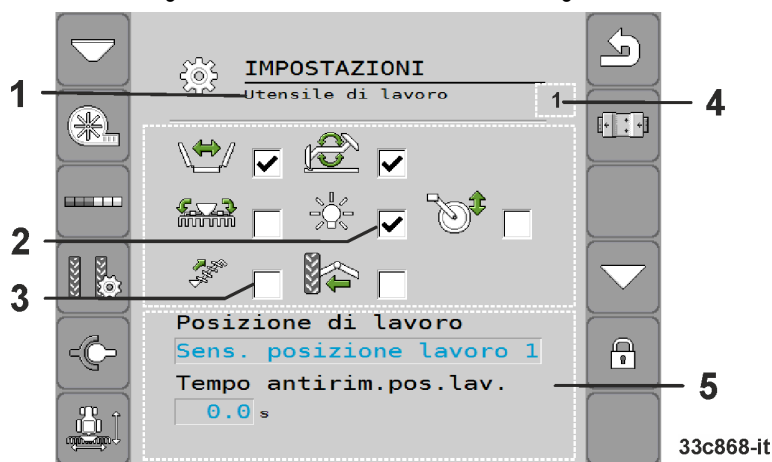 IMPOSTAZIONI
1
Utensile di lavoro
1
4
2
3
Posizione di lavoro
Sens. posizione lavoro 1
Tempo antirim.pos.lav.
5
0.0 s
33c868-it